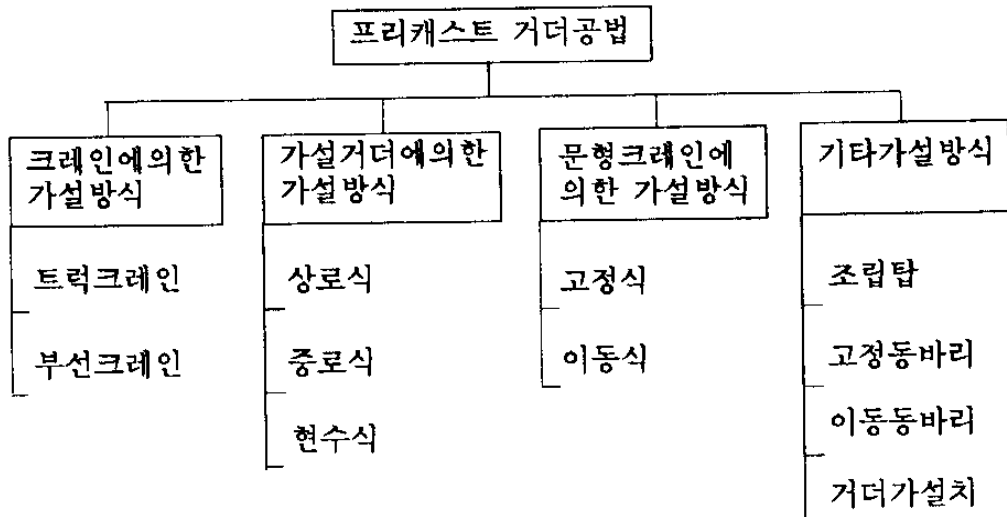 프리캐스트 거더공법
크레인에의한
가설방식
트럭크레인
부선크레인
가설거더에의한
가설방식
상로식
중로식
현수식
문형크레인에
의한 가설방식
고정식
이동식
기타가설방식
조립탑
고정동바리
이동동바리
거더가설치